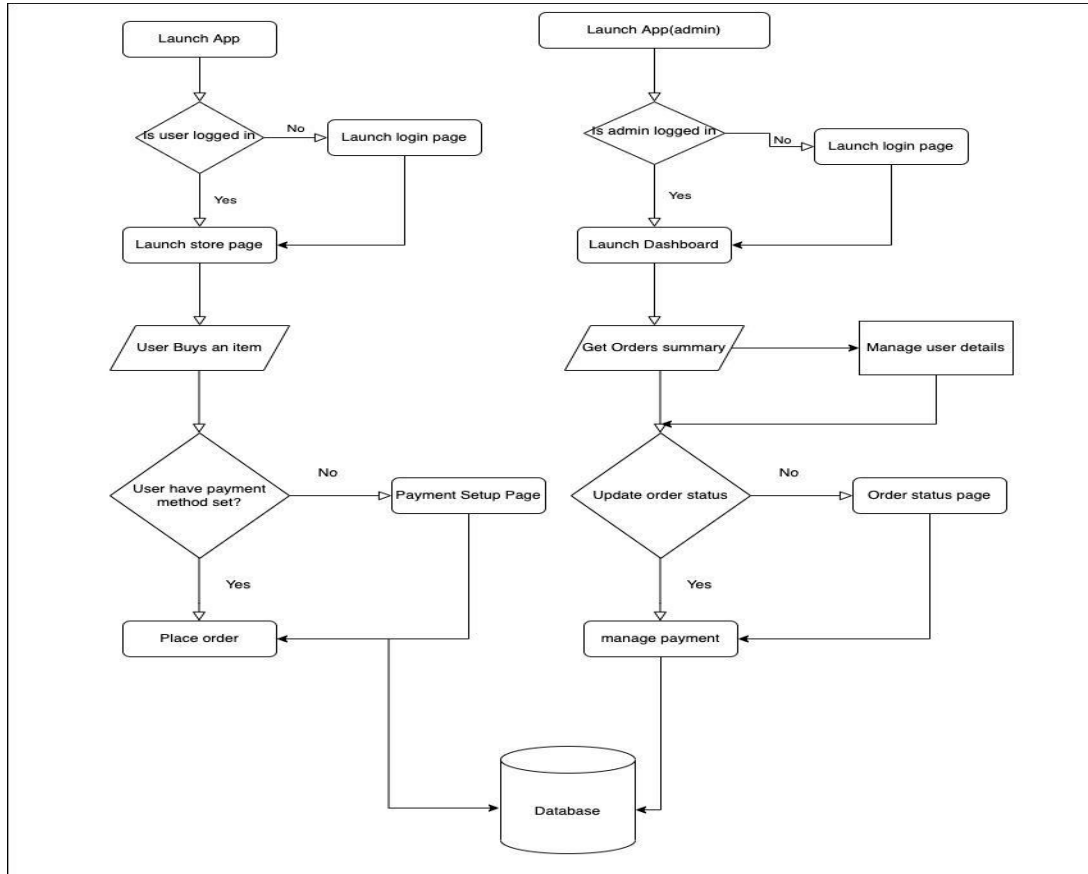 Launch App
Is user logged in
No
Launch login page
Yes
Launch store page
User Buys an item
User have payment
method set?
No
Payment Setup Page
Yes
Place order
Launch App(admin)
Is admin logged in
No
Launch login page
Yes
Launch Dashboard
Get Orders summary
Manage user details
Update order status
No
Order status page
Yes
manage payment
Database